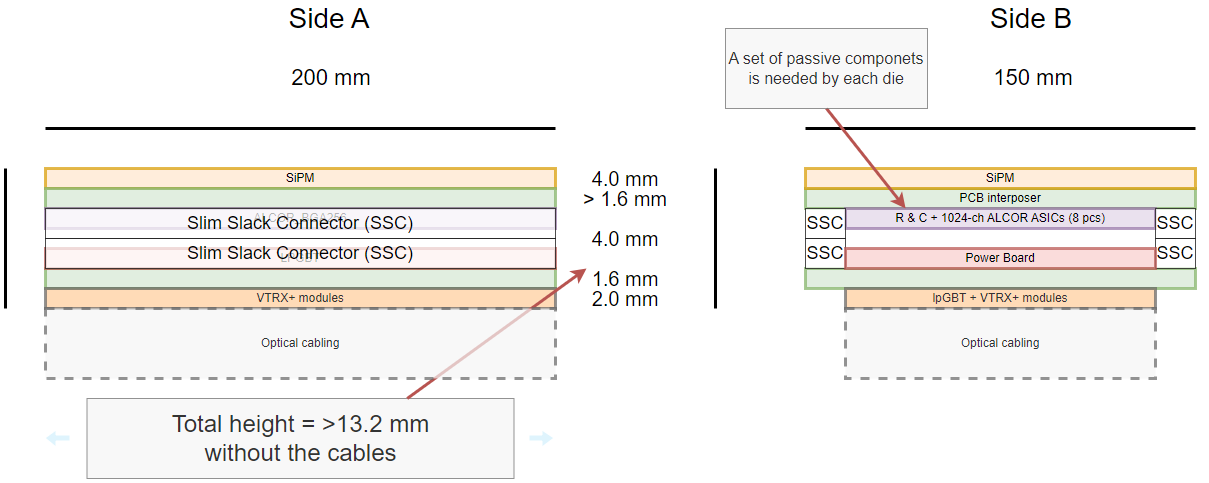 Side A
200 mm
SiPM
ALCOR BGA256
Slim Slack Connector (SSC)
Slim Slack Connector (SSC)
VTRX+ modules
Optical cabling
4.0 mm
> 1.6 mm
4.0 mm
1.6 mm
2.0 mm
Total height = >13.2 mm
without the cables
Side B
150 mm
A set of passive componets
is needed by each die
SiPM
PCB interposer
SSC
R & C + 1024-ch ALCOR ASICs (8 pcs)
SSC
SSC
Power Board
SSC
lpGBT + VTRX+ modules
Optical cabling